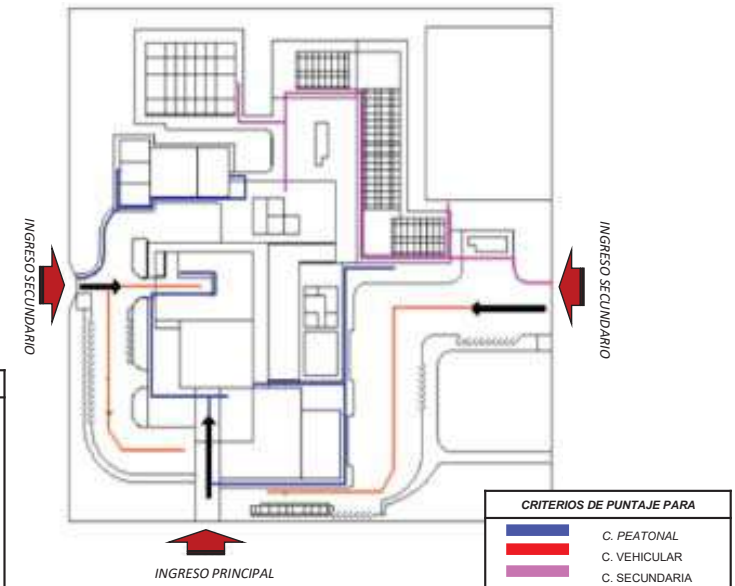 INGRESO SECUNDARIO
INGRESO SECUNDARIO
INGRESO PRINCIPAL
CRITERIOS DE PUNTAJE PARA
C. PEATONAL
C. VEHICULAR
C. SECUNDARIA